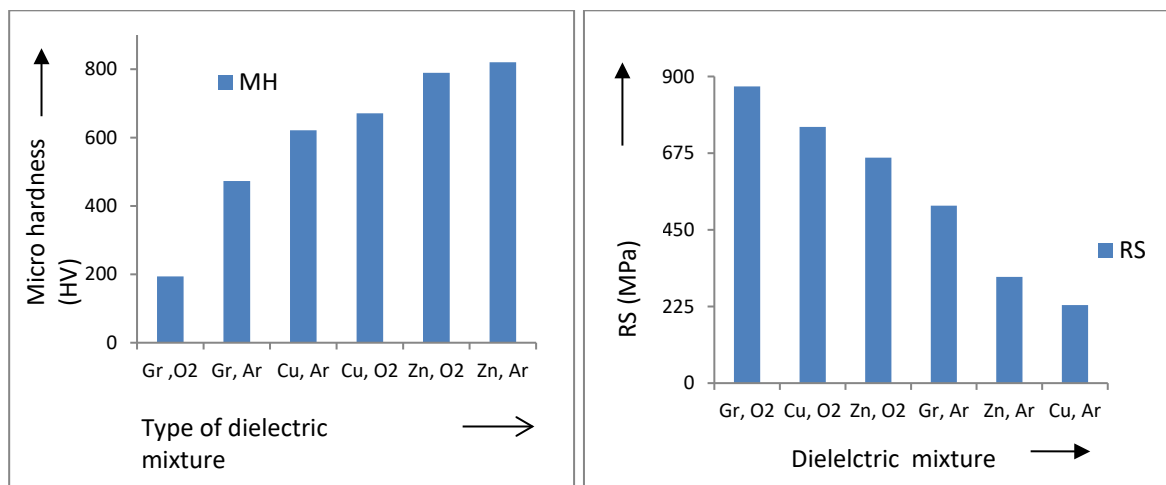 Micro hardness
(HV)
800
600
400
200
0
MH
Gr ,O2 Gr, Ar Cu, Ar Cu, O2 Zn, O2 Zn, Ar
Type of dielectric
mixture
RS (MPa)
900
675
450
225
0
RS
Gr, O2 Cu, O2 Zn, O2 Gr, Ar Zn, Ar Cu, Ar
Dielelctric mixture